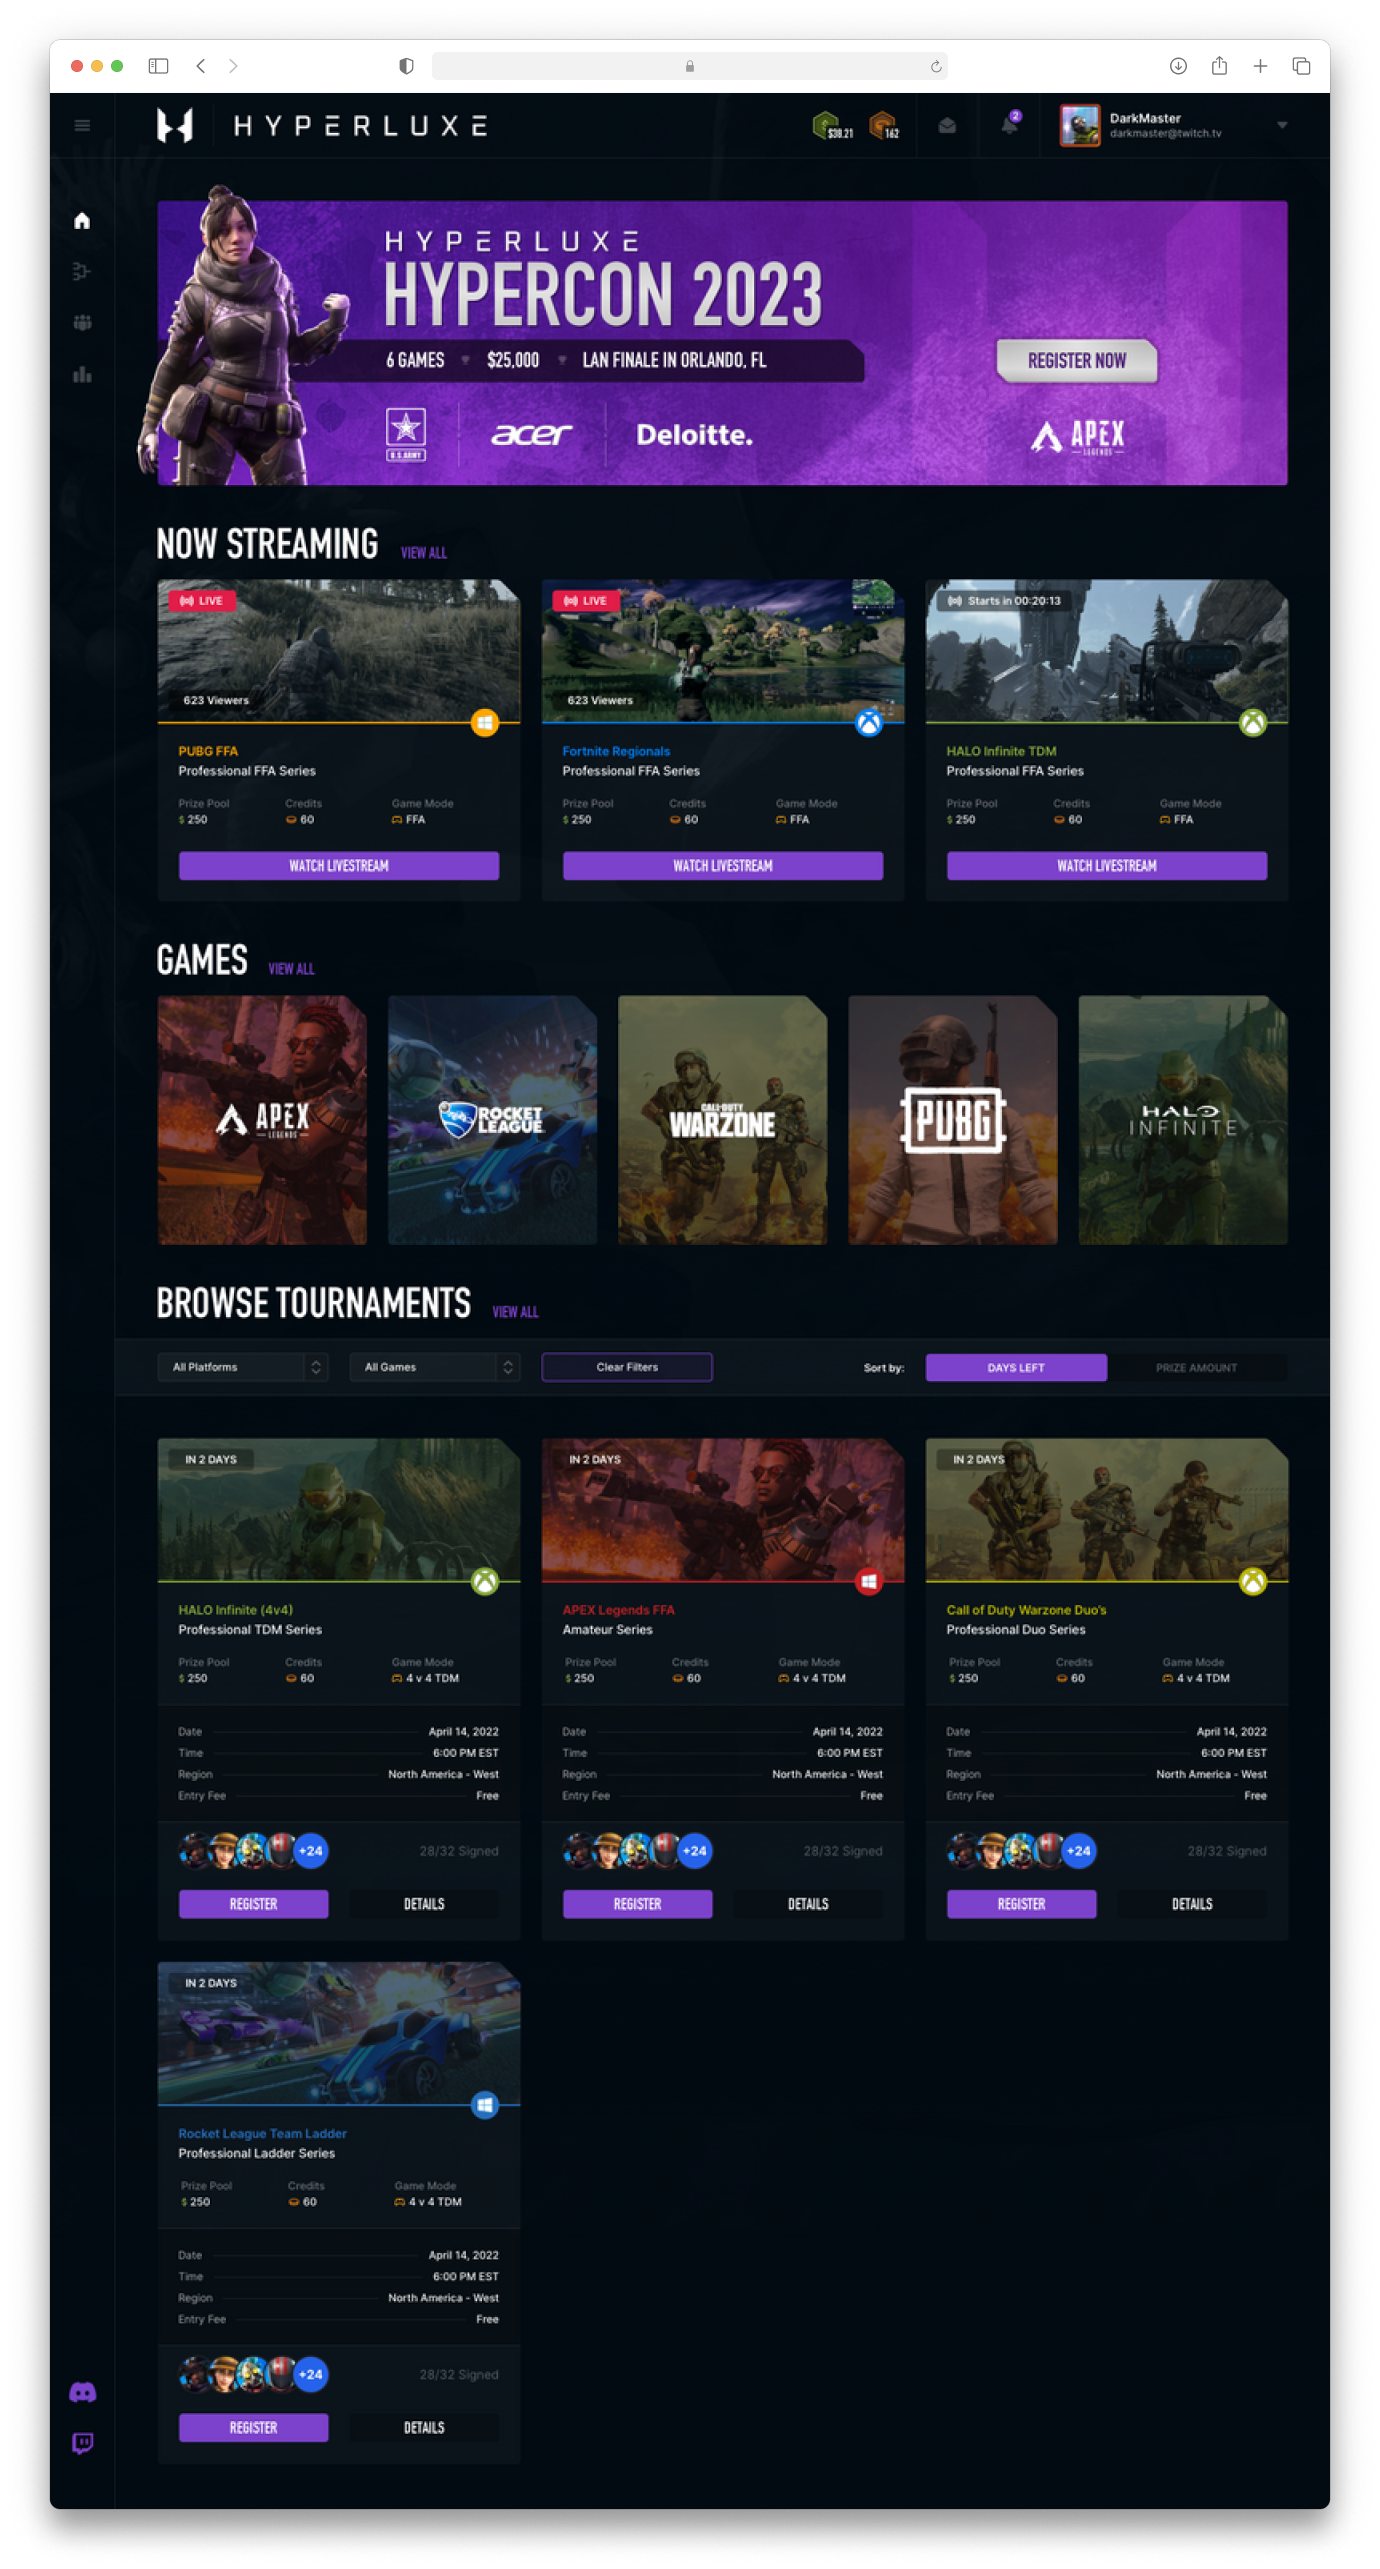 HYPERLUXE
$38.21
162
2
DarkMaster
darkmaster@twitch.tv
HYPERLUXE
HYPERCON 2023
6 GAMES $25,000 LAN FINALE IN ORLANDO, FL
REGISTER NOW
U.S.ARMY
acer
Deloitte.
APEX
LEGENDS
NOW STREAMING VIEW ALL
LIVE
623 Viewers
PUBG FFA
Professional FFA Series
Prize Pool Credits Game Mode
$ 250 60 FFA
WATCH LIVESTREAM
LIVE
623 Viewers
Fortnite Regionals
Professional FFA Series
Prize Pool Credits Game Mode
$ 250 60 FFA
WATCH LIVESTREAM
Starts in 00:20:13
HALO Infinite TDM
Professional FFA Series
Prize Pool Credits Game Mode
$ 250 60 FFA
WATCH LIVESTREAM
GAMES VIEW ALL
APEX
LEGENDS
ROCKET
LEAGUE
CALL OF DUTY
WARZONE
PUBG
HALO
INFINITE
BROWSE TOURNAMENTS VIEW ALL
All Platforms All Games Clear Filters Sort by: DAYS LEFT PRIZE AMOUNT
IN 2 DAYS
HALO Infinite (4v4)
Professional TDM Series
Prize Pool Credits Game Mode
$ 250 60 4 v 4 TDM
Date April 14, 2022
Time 6:00 PM EST
Region North America - West
Entry Fee Free
+24 28/32 Signed
REGISTER DETAILS
IN 2 DAYS
APEX Legends FFA
Amateur Series
Prize Pool Credits Game Mode
$ 250 60 4 v 4 TDM
Date April 14, 2022
Time 6:00 PM EST
Region North America - West
Entry Fee Free
+24 28/32 Signed
REGISTER DETAILS
IN 2 DAYS
Call of Duty Warzone Duo's
Professional Duo Series
Prize Pool Credits Game Mode
$ 250 60 4 v 4 TDM
Date April 14, 2022
Time 6:00 PM EST
Region North America - West
Entry Fee Free
+24 28/32 Signed
REGISTER DETAILS
IN 2 DAYS
Rocket League Team Ladder
Professional Ladder Series
Prize Pool Credits Game Mode
$ 250 60 4 v 4 TDM
Date April 14, 2022
Time 6:00 PM EST
Region North America - West
Entry Fee Free
+24 28/32 Signed
REGISTER DETAILS